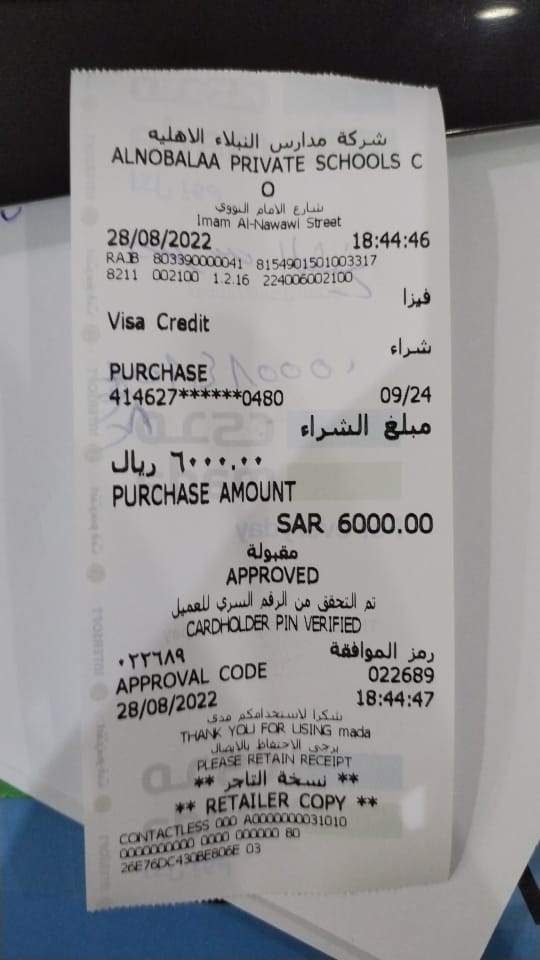 شركة مدارس النبلاء الاهليه
ALNOBALAA PRIVATE SCHOOLS C
O
شارع الامام النووي
Imam Al-Nawawi Street
28/08/2022 18:44:46
RAJB 803390000041 8154901501003317
8211 002100 1.2.16 224006002100
فيزا
Visa Credit
شراء
PURCHASE
414627******0480 09/24
مبلغ الشراء
٦٠٠٠.٠٠ ريال
PURCHASE AMOUNT
SAR 6000.00
مقبولة
APPROVED
تم التحقق من الرقم السري للعميل
CARDHOLDER PIN VERIFIED
رمز الموافقة ٠٢٢٦٨٩
APPROVAL CODE 022689
28/08/2022 18:44:47
شكرا لاستخدامكم مدى
THANK YOU FOR USING mada
يرجى الاحتفاظ بالايصال
PLEASE RETAIN RECEIPT
** نسخة التاجر **
** RETAILER COPY **
CONTACTLESS 000 A0000000031010
0000000000 0000 000000 80
26E76DC430BE806E 03